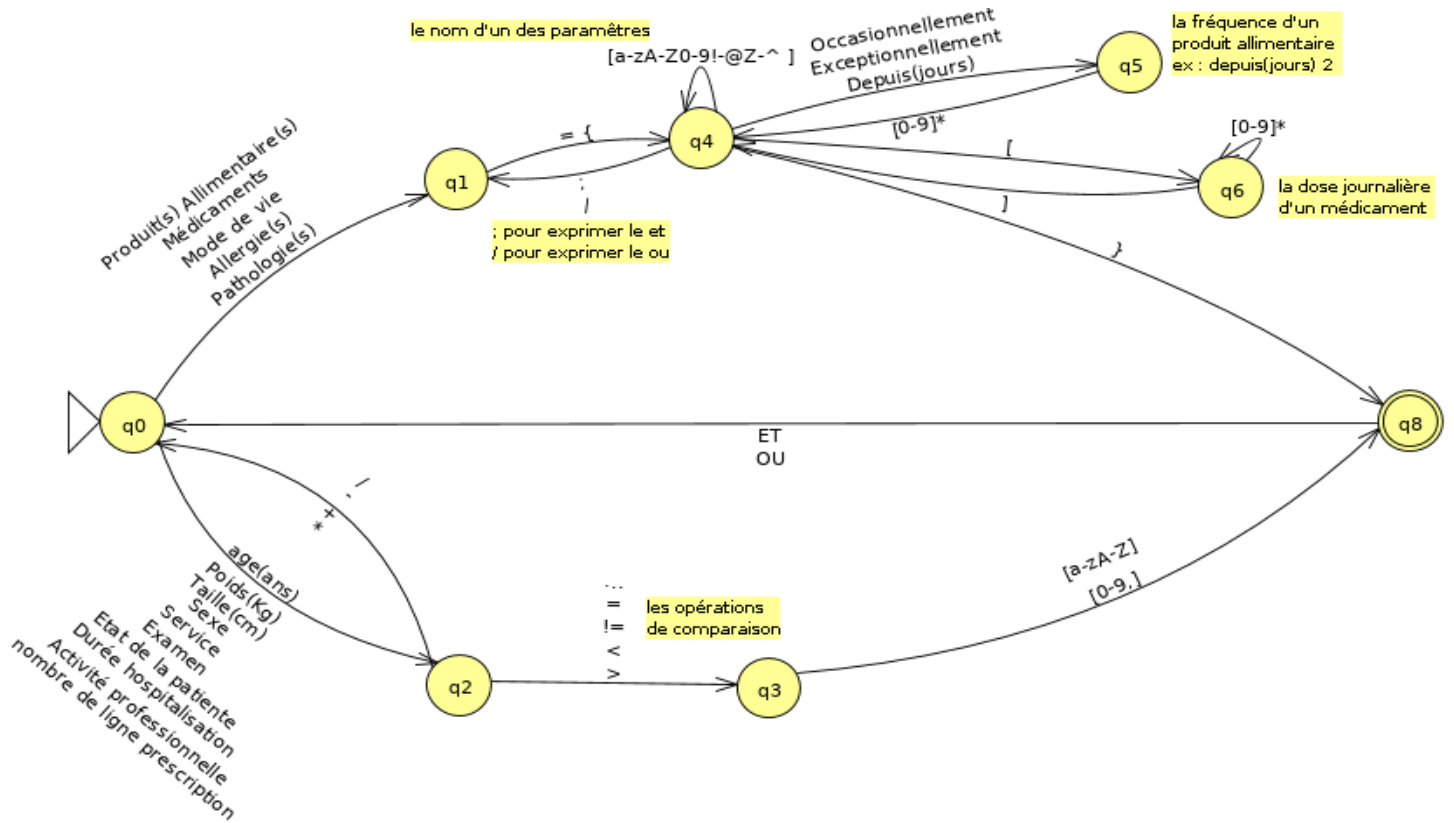 le nom d'un des paramêtres
[a-zA-Z0-9!-@Z-^ ]
Occasionnellement
Exceptionnellement
Depuis(jours)
la fréquence d'un
produit allimentaire
ex : depuis(jours) 2
q5
q4
[0-9]*
= {
[
[0-9]*
q1
;
/
]
q6
la dose journalière
d'un médicament
; pour exprimer le et
/ pour exprimer le ou
}
Produit(s) Allimentaire(s)
Médicaments
Mode de vie
Allergie(s)
Pathologie(s)
q0
q8
ET
OU
/
-
+
*
age(ans)
Poids(Kg)
Taille(cm)
Sexe
Service
Examen
Etat de la patiente
Durée hospitalisation
Activité professionnelle
nombre de ligne prescription
...
=
!=
<
>
les opérations
de comparaison
[a-zA-Z]
[0-9,]
q2
q3